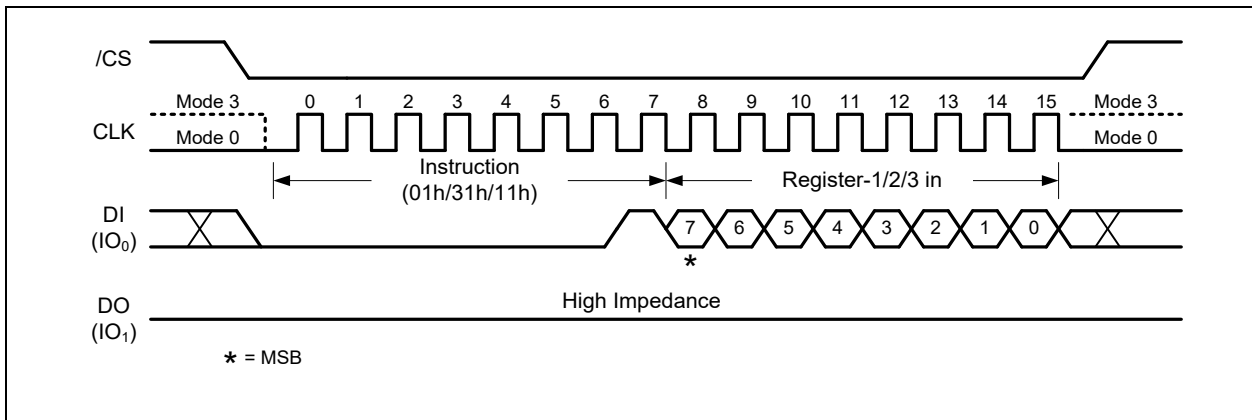 /CS
Mode 3 0 1 2 3 4 5 6 7 8 9 10 11 12 13 14 15 Mode 3
CLK
Mode 0 Mode 0
Instruction
(01h/31h/11h)
Register-1/2/3 in
DI
(IO₀)
7 6 5 4 3 2 1 0
*
High Impedance
DO
(IO₁)
* = MSB